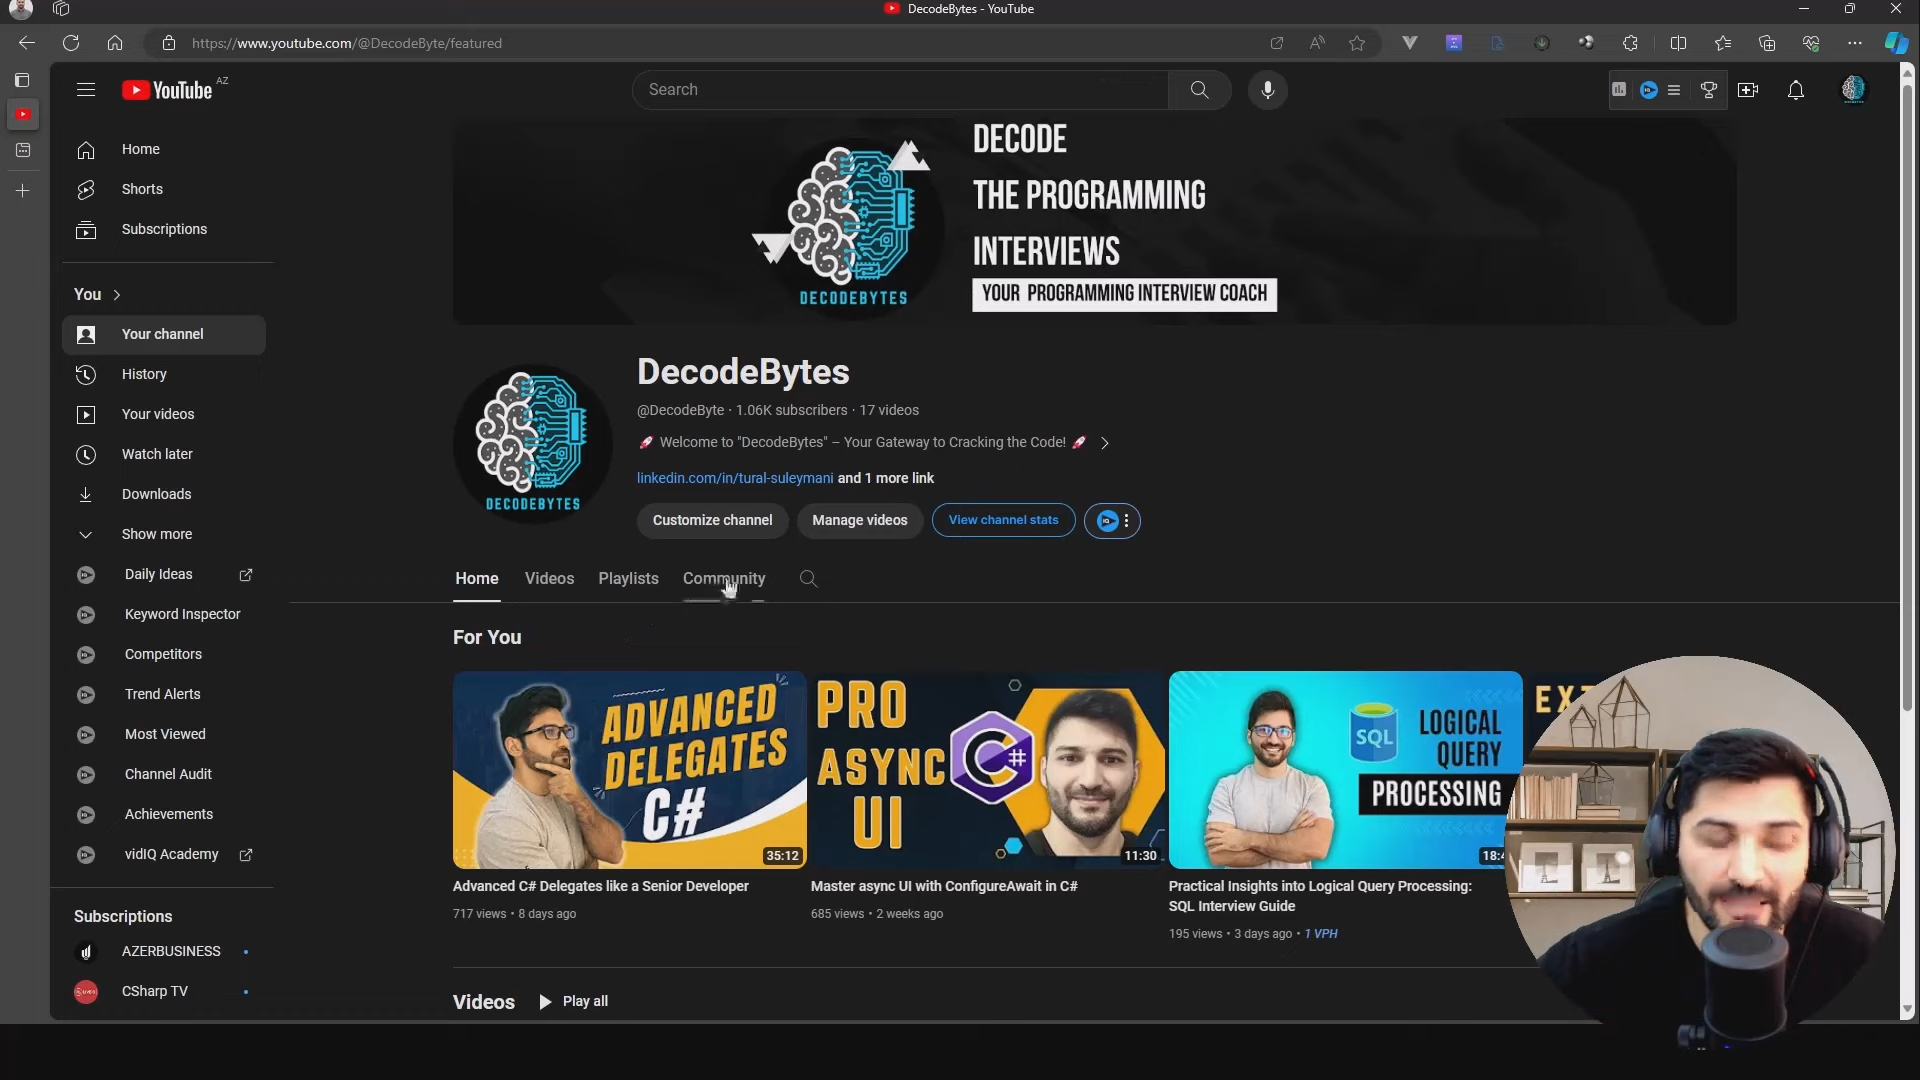 DecodeBytes - YouTube
https://www.youtube.com/@DecodeByte/featured
YouTube AZ
Search
Home
Shorts
Subscriptions
You
Your channel
History
Your videos
Watch later
Downloads
Show more
Daily Ideas
Keyword Inspector
Competitors
Trend Alerts
Most Viewed
Channel Audit
Achievements
vidIQ Academy
Subscriptions
AZERBUSINESS
CSharp TV
DECODE
THE PROGRAMMING
INTERVIEWS
YOUR PROGRAMMING INTERVIEW COACH
DECODEBYTES
DECODEBYTES
DecodeBytes
@DecodeByte · 1.06K subscribers · 17 videos
🚀 Welcome to "DecodeBytes" – Your Gateway to Cracking the Code! 🚀
linkedin.com/in/tural-suleymani and 1 more link
Customize channel
Manage videos
View channel stats
Home
Videos
Playlists
Community
For You
ADVANCED
DELEGATES
C#
35:12
Advanced C# Delegates like a Senior Developer
717 views • 8 days ago
PRO
ASYNC
UI
C#
11:30
Master async UI with ConfigureAwait in C#
685 views • 2 weeks ago
SQL
LOGICAL
QUERY
PROCESSING
18:4
Practical Insights into Logical Query Processing:
SQL Interview Guide
195 views • 3 days ago • 1 VPH
EX
Videos
Play all